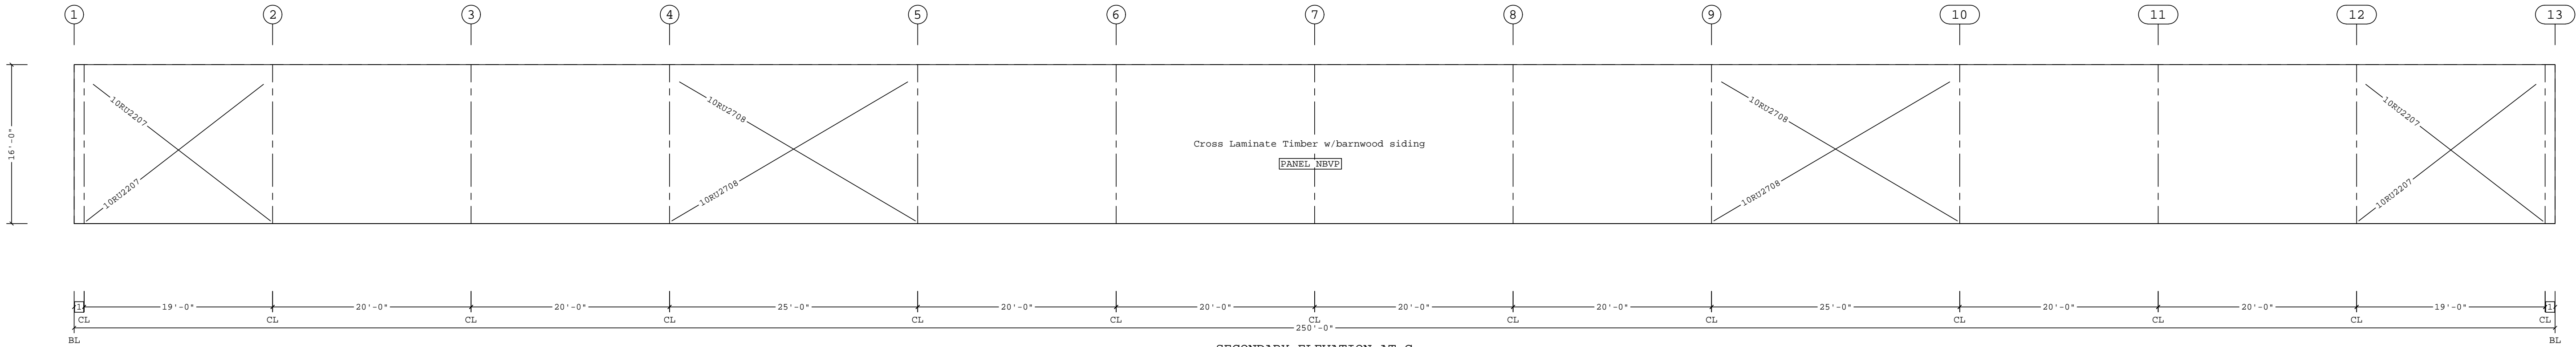 1 2 3 4 5 6 7 8 9 10 11 12 13
16'-0"
10RU2207 10RU2708 10RU2708 10RU2207
Cross Laminate Timber w/barnwood siding
PANEL NBVP
10RU2207 10RU2708 10RU2708 10RU2207
1 19'-0" 20'-0" 20'-0" 25'-0" 20'-0" 20'-0" 20'-0" 20'-0" 25'-0" 20'-0" 20'-0" 19'-0" 1
CL CL CL CL CL CL CL CL CL CL CL CL CL
250'-0"
BL BL
SECONDARY ELEVATION AT